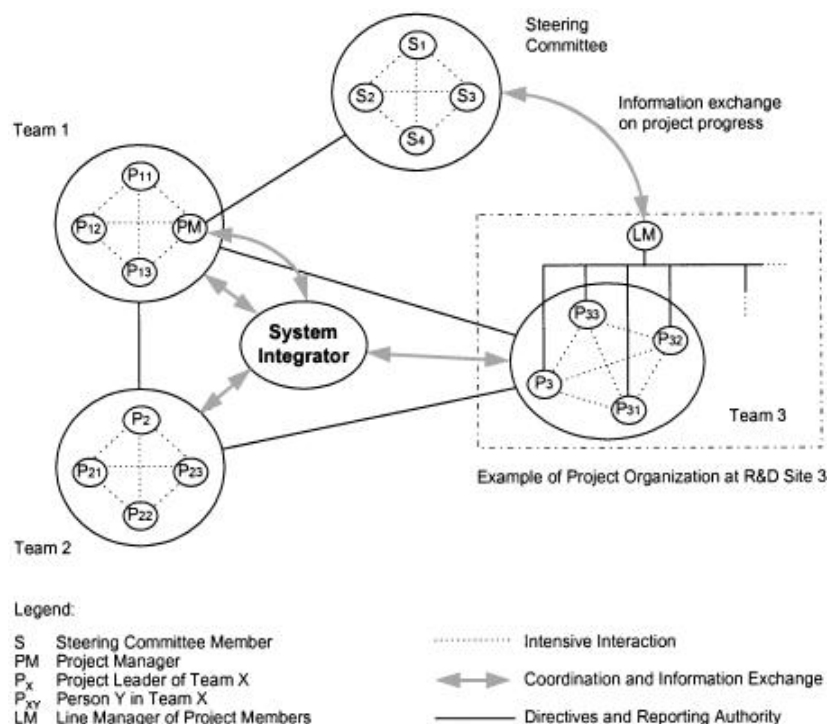 Steering
Committee
S1
S2
S3
S4
Information exchange
on project progress
Team 1
P11
P12
PM
P13
LM
System
Integrator
P33
P32
P3
P31
Team 3
Example of Project Organization at R&D Site 3
P2
P21
P23
P22
Team 2
Legend:
S Steering Committee Member
PM Project Manager
PX Project Leader of Team X
PXY Person Y in Team X
LM Line Manager of Project Members
Intensive Interaction
Coordination and Information Exchange
Directives and Reporting Authority